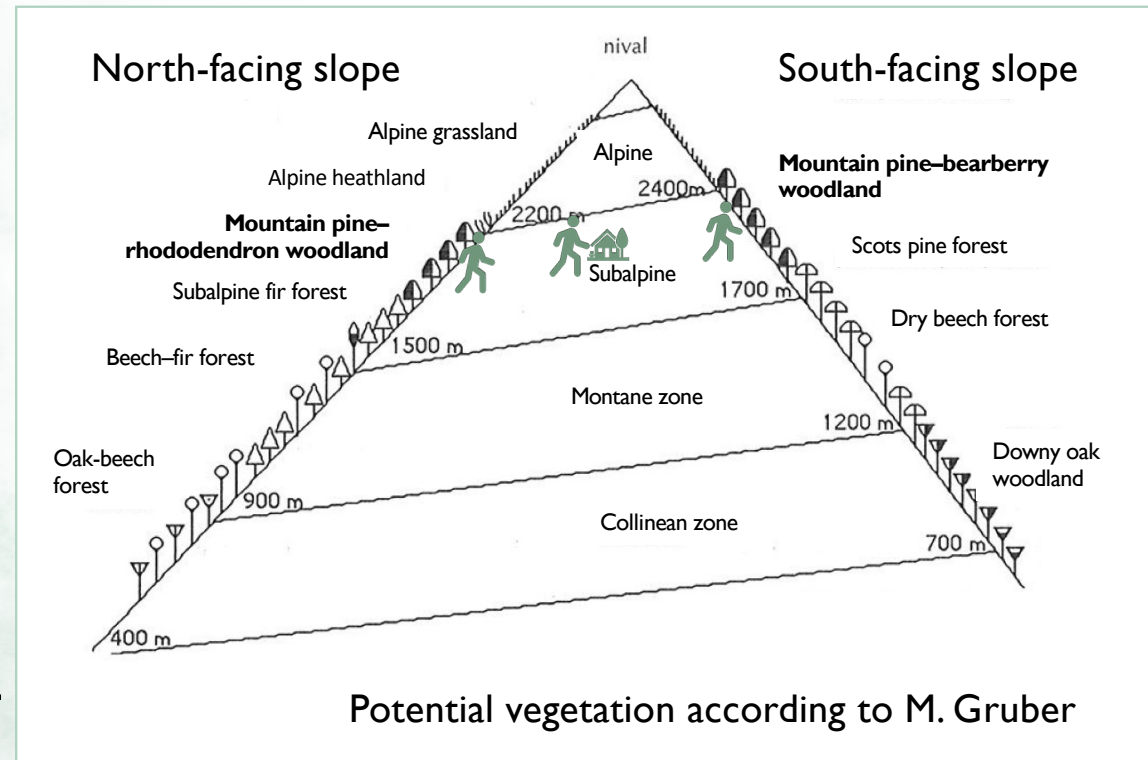 nival
North-facing slope
South-facing slope
Alpine grassland
Alpine
Mountain pine–bearberry
woodland
Alpine heathland
2400m
2200 m
Mountain pine–
rhododendron woodland
Scots pine forest
Subalpine
Subalpine fir forest
1700 m
Dry beech forest
1500 m
Beech–fir forest
Montane zone
1200 m
Oak-beech
forest
Downy oak
woodland
900 m
Collinean zone
700 m
400 m
Potential vegetation according to M. Gruber